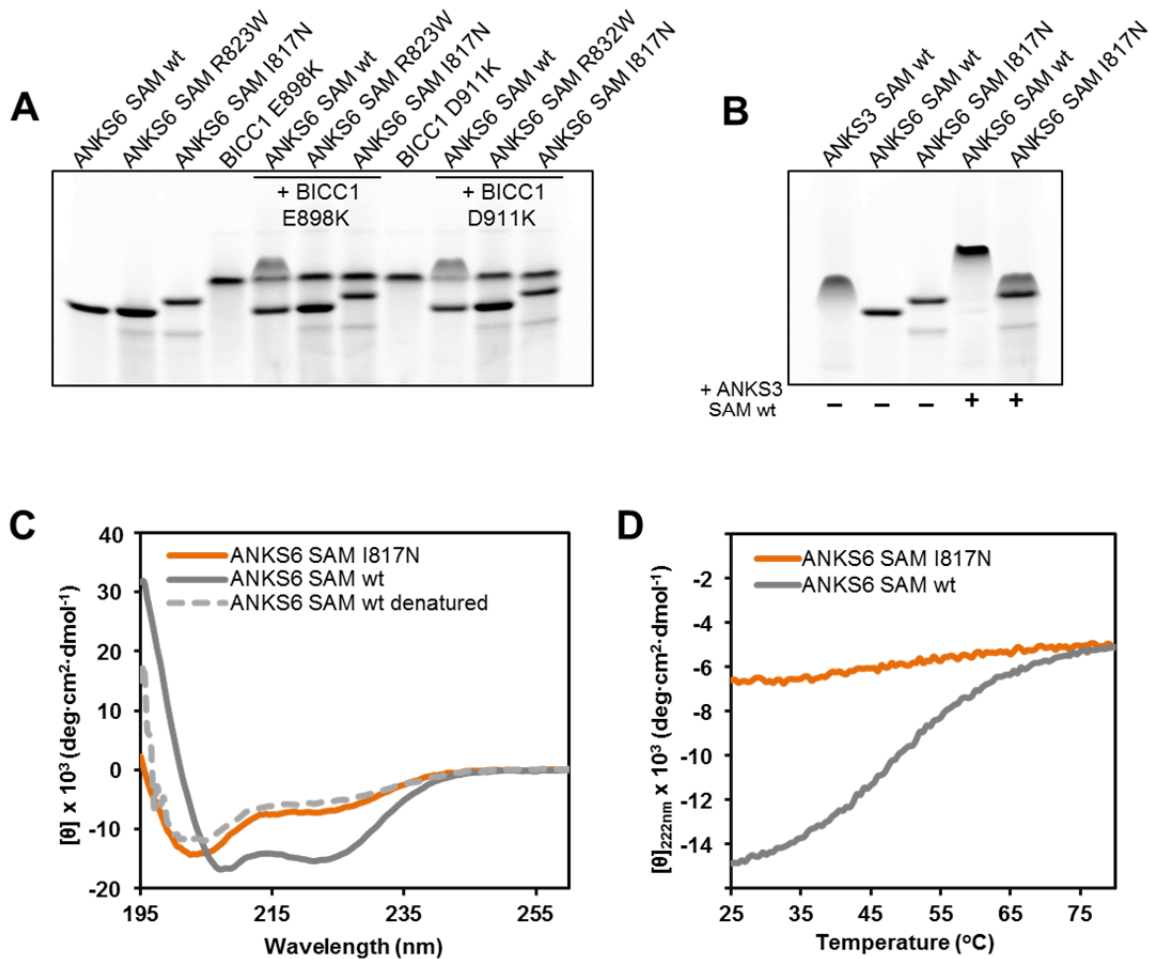 A
ANKS6 SAM wt
ANKS6 SAM R823W
ANKS6 SAM I817N
BICC1 E898K
ANKS6 SAM wt
ANKS6 SAM R823W
ANKS6 SAM I817N
BICC1 D911K
ANKS6 SAM wt
ANKS6 SAM R832W
ANKS6 SAM I817N
+ BICC1
E898K
+ BICC1
D911K
B
ANKS3 SAM wt
ANKS6 SAM wt
ANKS6 SAM I817N
ANKS6 SAM wt
ANKS6 SAM I817N
+ ANKS3
SAM wt
− − − + +
C
40
30
20
10
0
-10
-20
[θ] x 10³ (deg·cm²·dmol⁻¹)
ANKS6 SAM I817N
ANKS6 SAM wt
ANKS6 SAM wt denatured
195 215 235 255
Wavelength (nm)
D
-2
-4
-6
-8
-10
-12
-14
[θ]₂₂₂ₙₘ x 10³ (deg·cm²·dmol⁻¹)
ANKS6 SAM I817N
ANKS6 SAM wt
25 35 45 55 65 75
Temperature (°C)